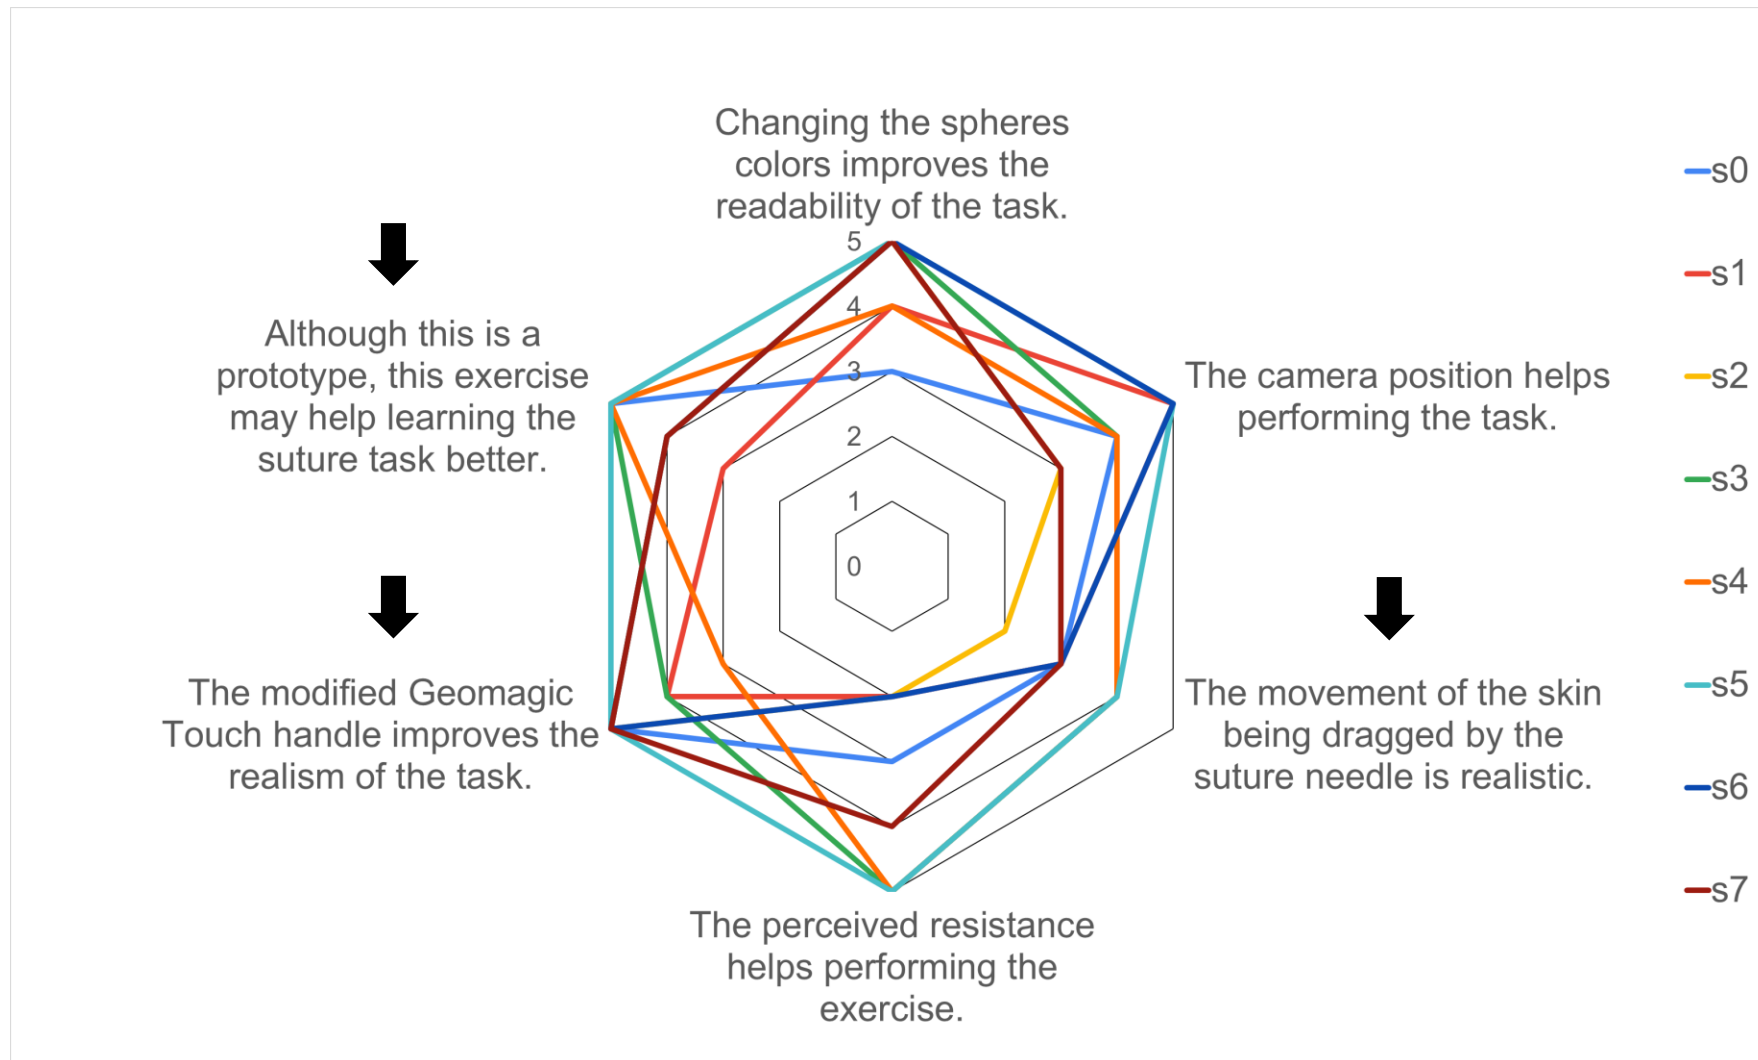 Changing the spheres
colors improves the
readability of the task.
5
4
3
2
1
0
The camera position helps
performing the task.
The movement of the skin
being dragged by the
suture needle is realistic.
The perceived resistance
helps performing the
exercise.
The modified Geomagic
Touch handle improves the
realism of the task.
Although this is a
prototype, this exercise
may help learning the
suture task better.
s0
s1
s2
s3
s4
s5
s6
s7